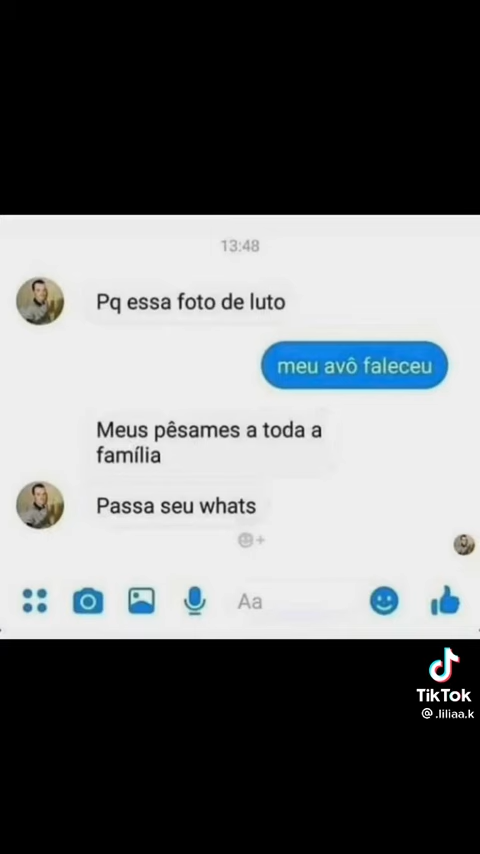 13:48
Pq essa foto de luto
meu avô faleceu
Meus pêsames a toda a
família
Passa seu whats
Aa
TikTok
@.liliaa.k